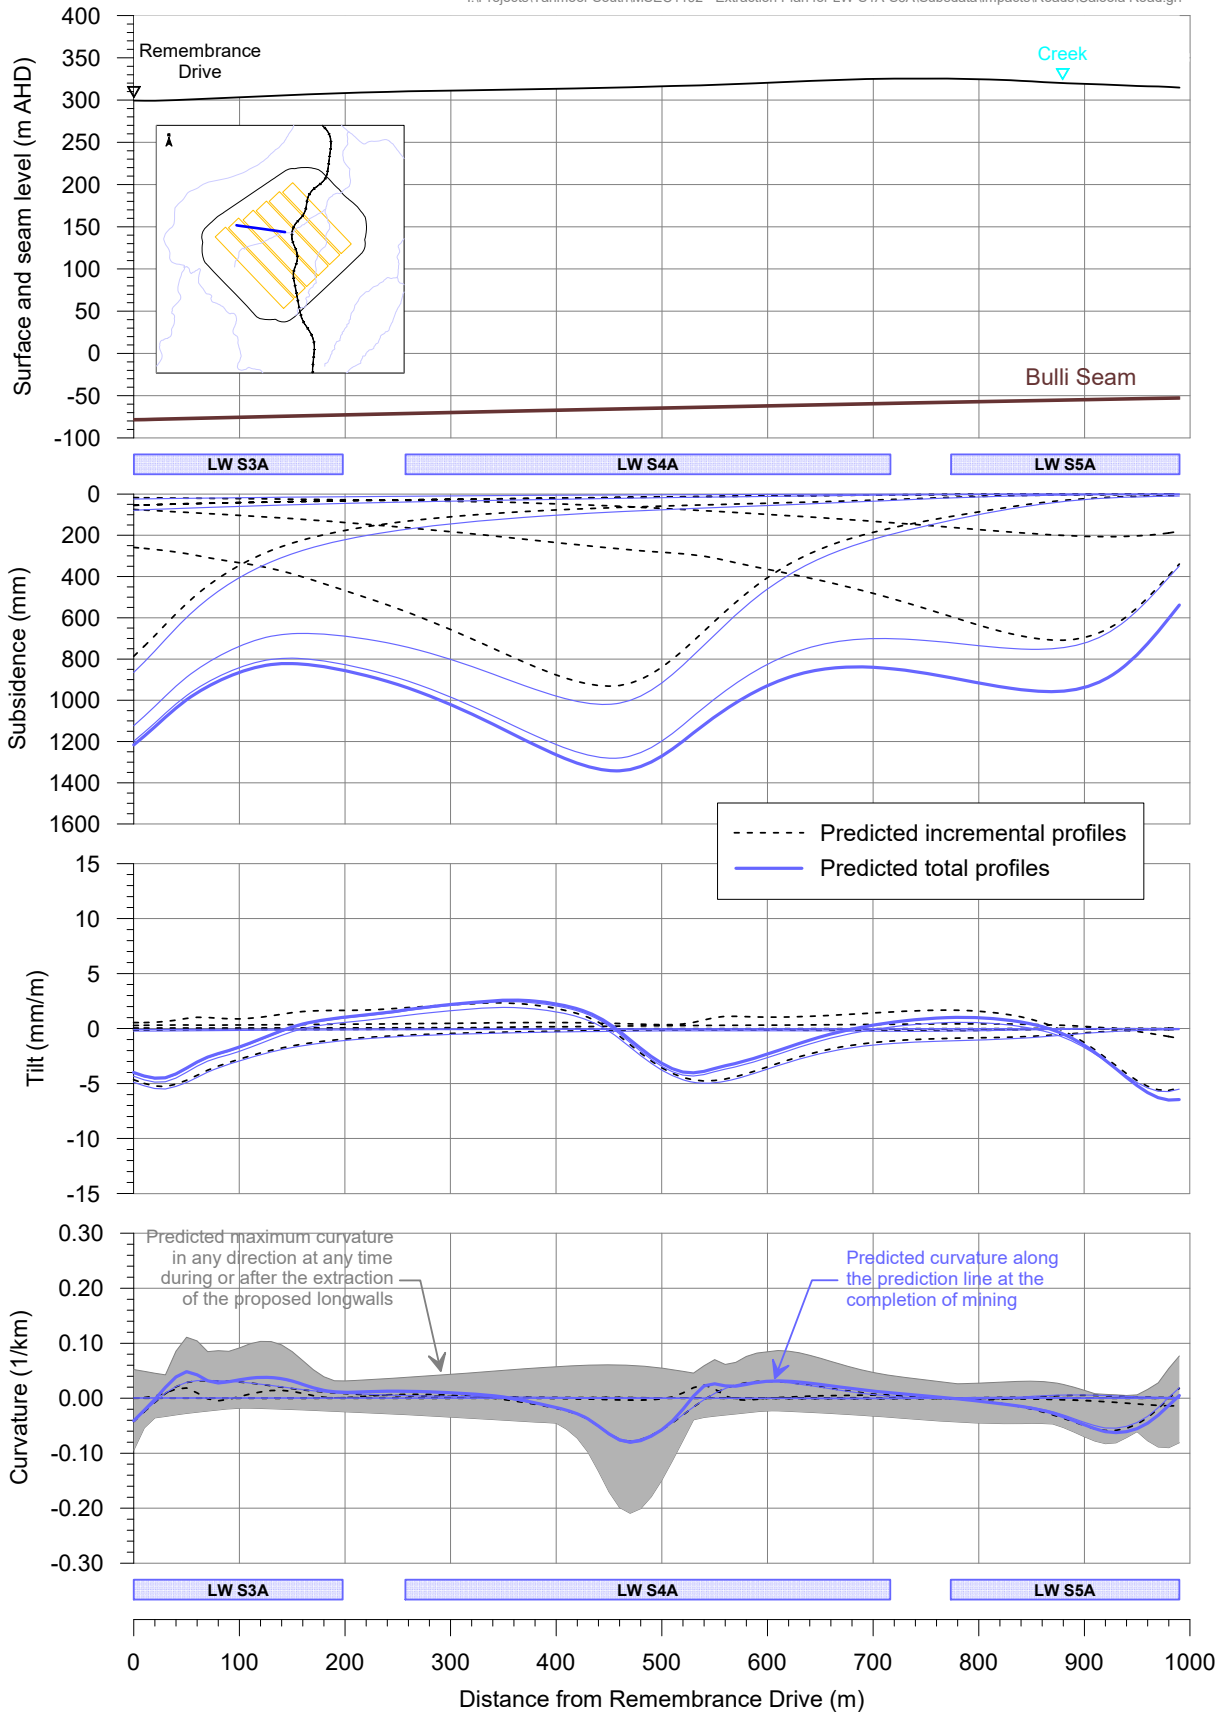 400
350
300
250
200
150
100
50
0
-50
-100
Surface and seam level (m AHD)
Remembrance
Drive
Creek
Bulli Seam
LW S3A
LW S4A
LW S5A
0
200
400
600
800
1000
1200
1400
1600
Subsidence (mm)
Predicted incremental profiles
Predicted total profiles
15
10
5
0
-5
-10
-15
Tilt (mm/m)
0.30
0.20
0.10
0.00
-0.10
-0.20
-0.30
Curvature (1/km)
Predicted maximum curvature
in any direction at any time
during or after the extraction
of the proposed longwalls
Predicted curvature along
the prediction line at the
completion of mining
LW S3A
LW S4A
LW S5A
0 100 200 300 400 500 600 700 800 900 1000
Distance from Remembrance Drive (m)